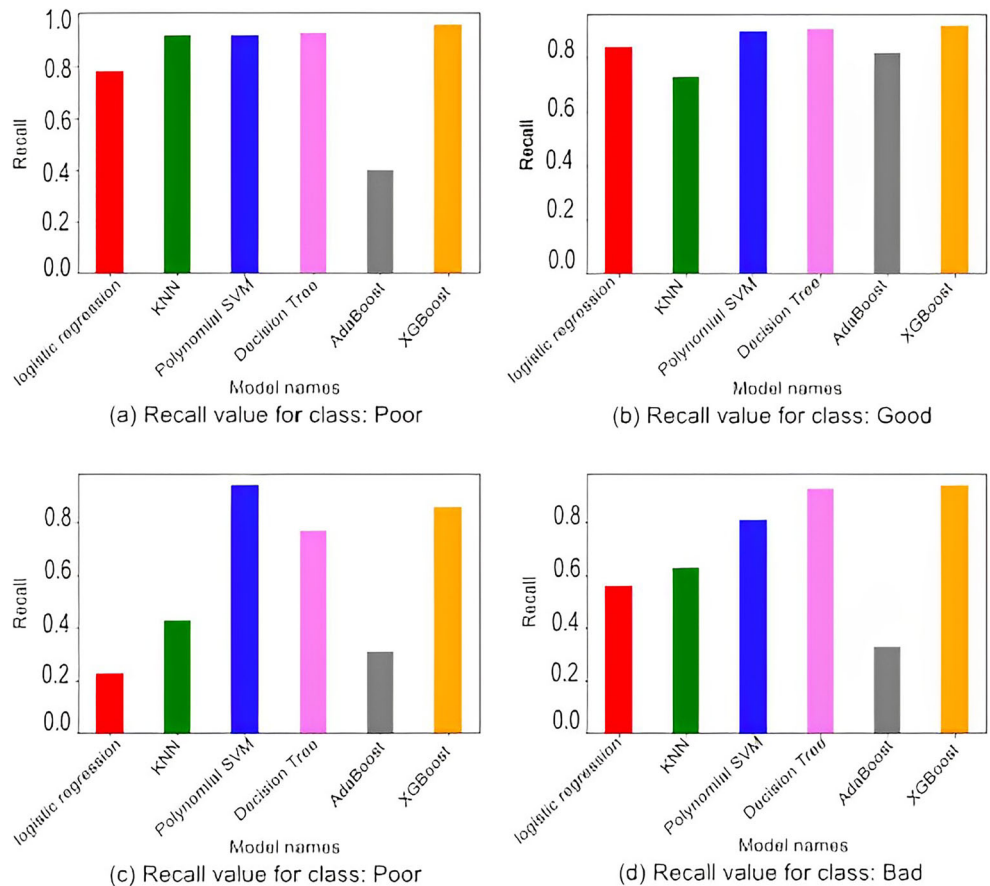 1.0
0.8
0.6
0.4
0.2
0.0
Recall
logistic regression
KNN
Polynomial SVM
Decision Tree
AdaBoost
XGBoost
Model names
(a) Recall value for class: Poor
0.8
0.6
0.4
0.2
0.0
Recall
logistic regression
KNN
Polynomial SVM
Decision Tree
AdaBoost
XGBoost
Model names
(b) Recall value for class: Good
0.8
0.6
0.4
0.2
0.0
Recall
logistic regression
KNN
Polynomial SVM
Decision Tree
AdaBoost
XGBoost
Model names
(c) Recall value for class: Poor
0.8
0.6
0.4
0.2
0.0
Recall
logistic regression
KNN
Polynomial SVM
Decision Tree
AdaBoost
XGBoost
Model names
(d) Recall value for class: Bad